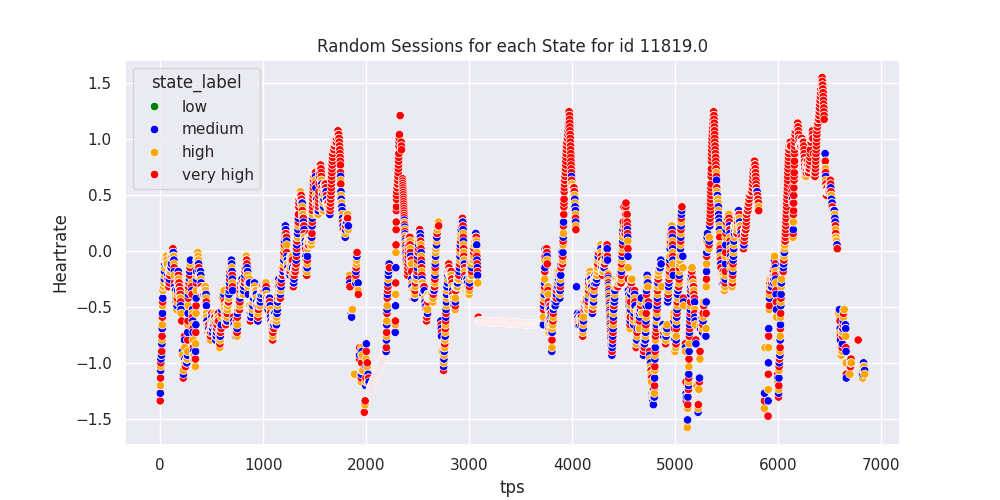 Random Sessions for each State for id 11819.0
state_label
low
medium
high
very high
Heartrate
1.5
1.0
0.5
0.0
−0.5
−1.0
−1.5
0 1000 2000 3000 4000 5000 6000 7000
tps